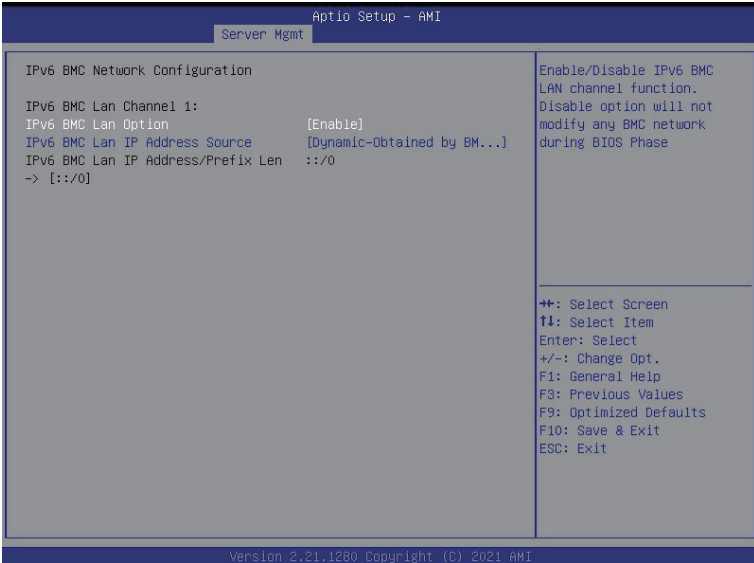 Aptio Setup – AMI
Server Mgmt
IPv6 BMC Network Configuration
IPv6 BMC Lan Channel 1:
IPv6 BMC Lan Option [Enable]
IPv6 BMC Lan IP Address Source [Dynamic-Obtained by BM...]
IPv6 BMC Lan IP Address/Prefix Len ::/0
-> [::/0]
Enable/Disable IPv6 BMC
LAN channel function.
Disable option will not
modify any BMC network
during BIOS Phase
→←: Select Screen
↑↓: Select Item
Enter: Select
+/-: Change Opt.
F1: General Help
F3: Previous Values
F9: Optimized Defaults
F10: Save & Exit
ESC: Exit
Version 2.21.1280 Copyright (C) 2021 AMI